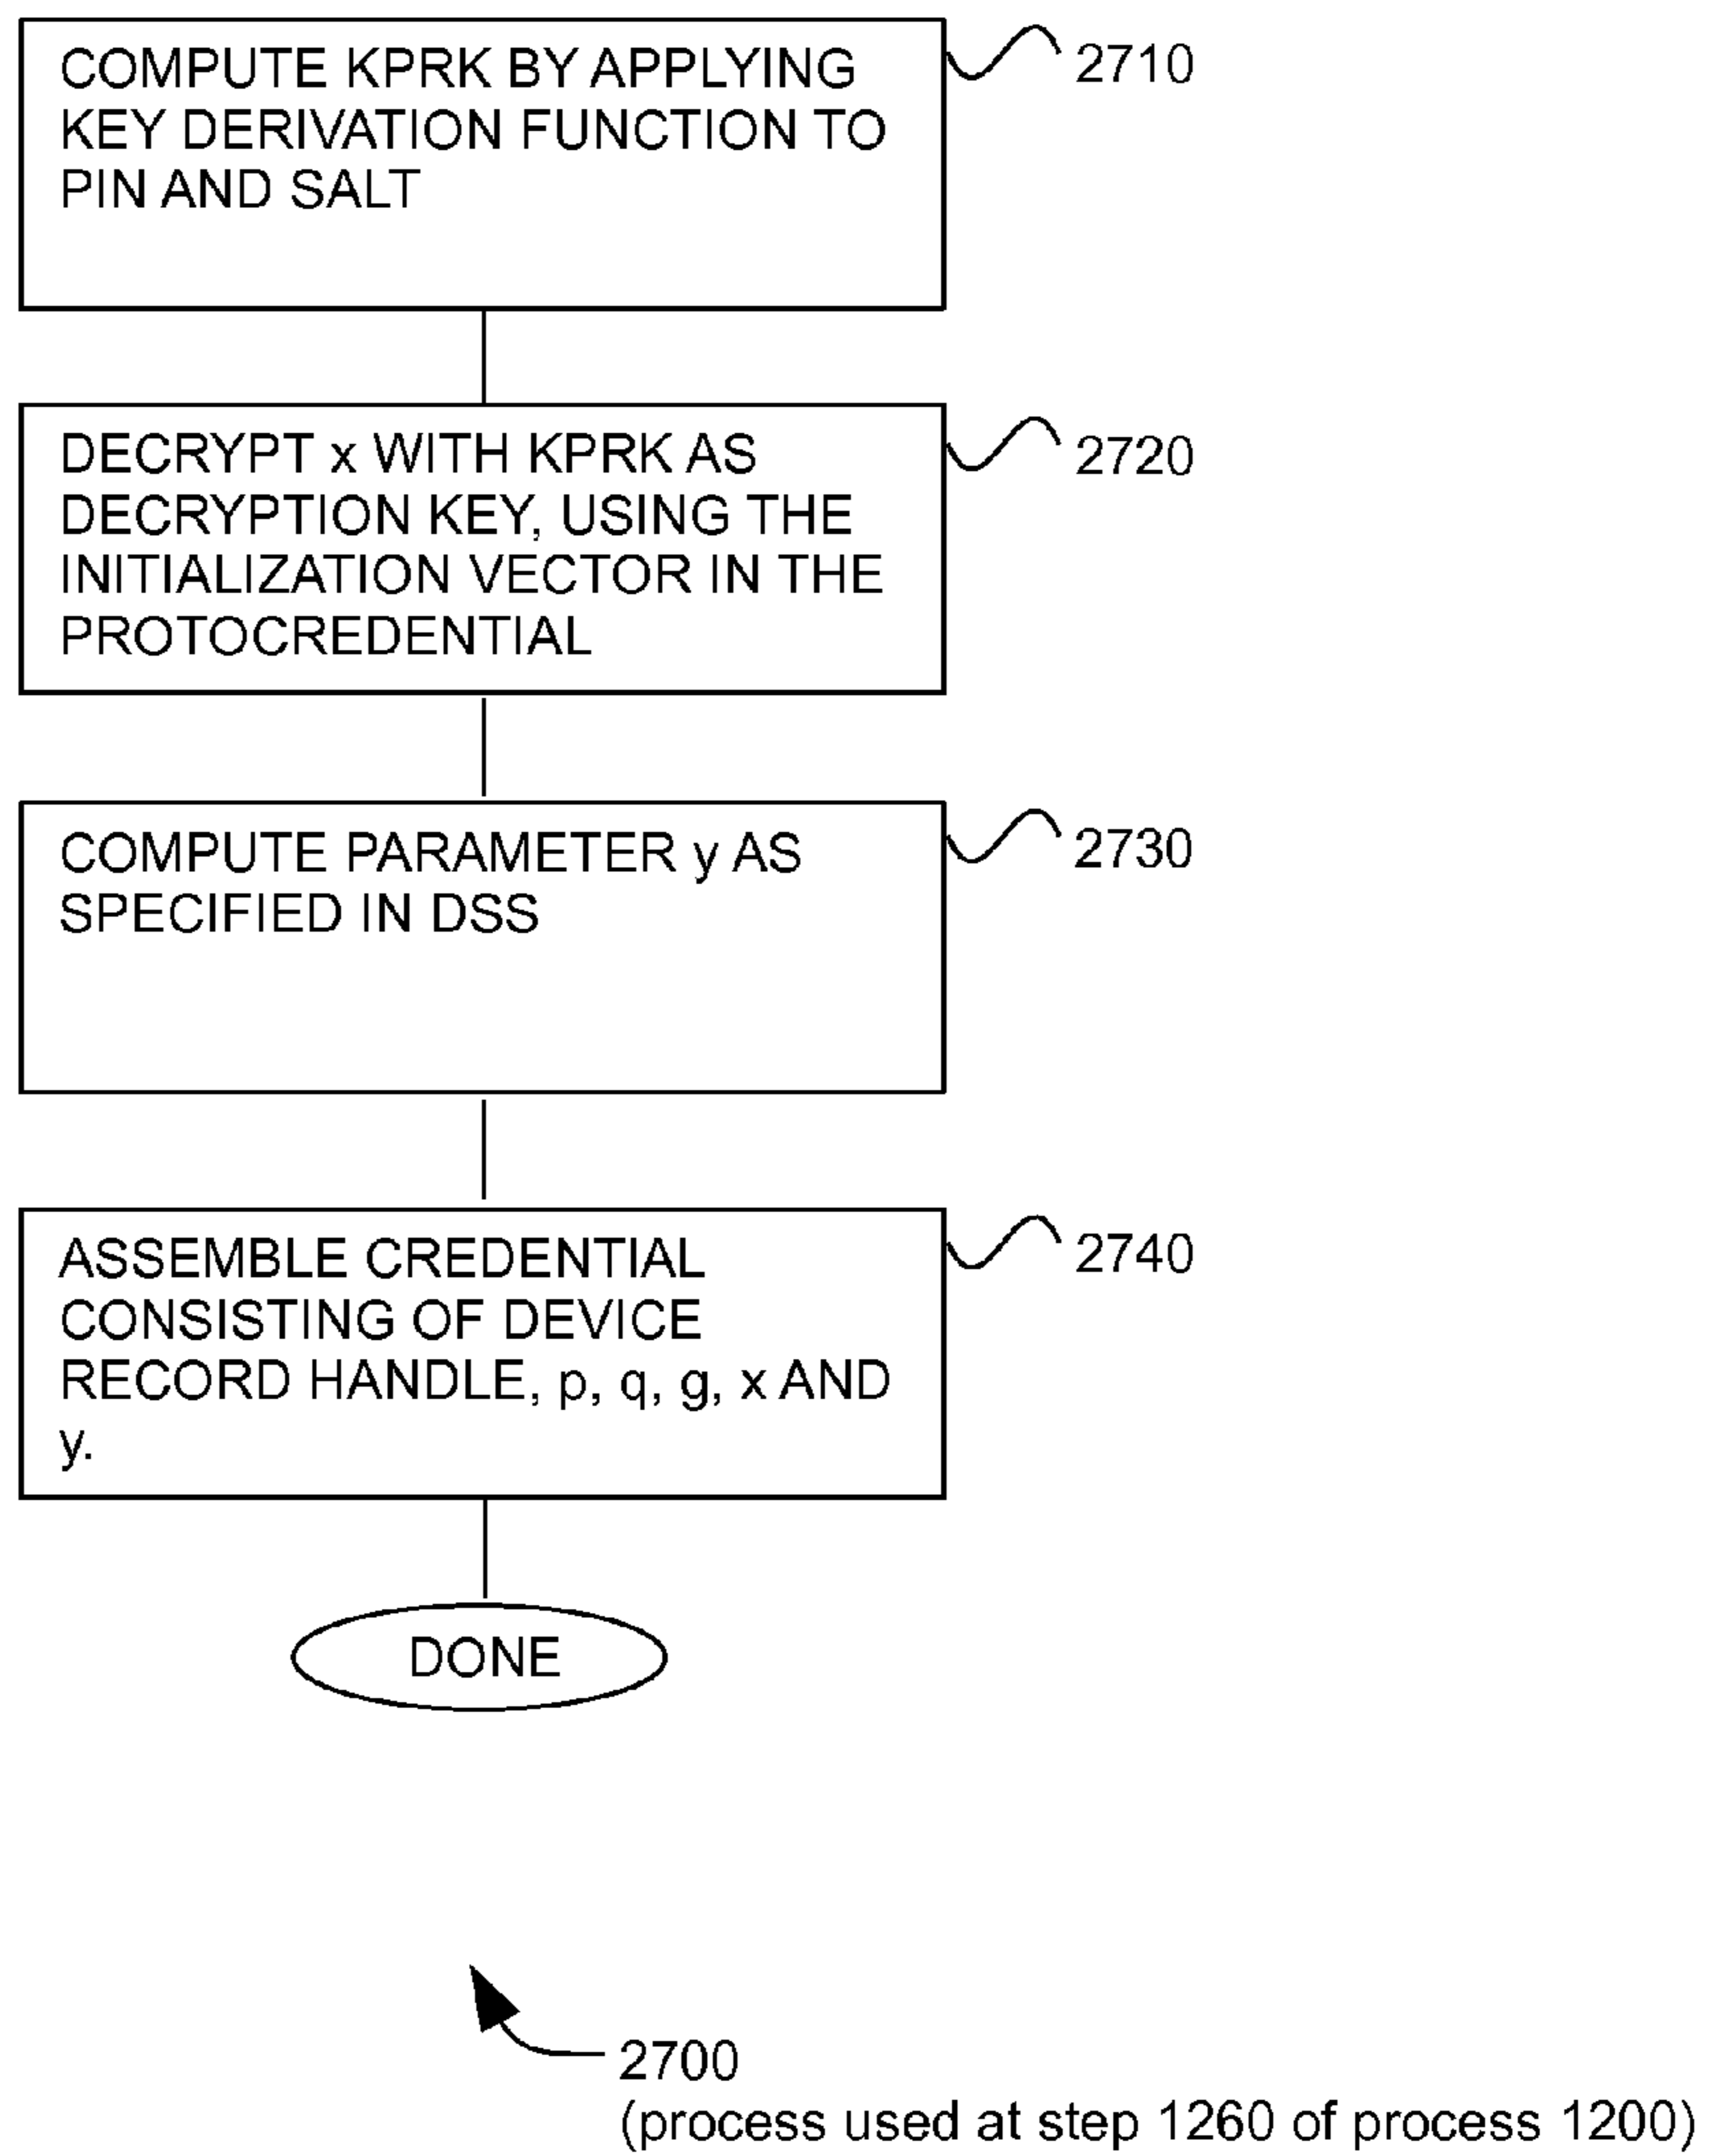 COMPUTE KPRK BY APPLYING
KEY DERIVATION FUNCTION TO
PIN AND SALT
2710
DECRYPT x WITH KPRK AS
DECRYPTION KEY, USING THE
INITIALIZATION VECTOR IN THE
PROTOCREDENTIAL
2720
COMPUTE PARAMETER y AS
SPECIFIED IN DSS
2730
ASSEMBLE CREDENTIAL
CONSISTING OF DEVICE
RECORD HANDLE, p, q, g, x AND
y.
2740
DONE
2700
(process used at step 1260 of process 1200)